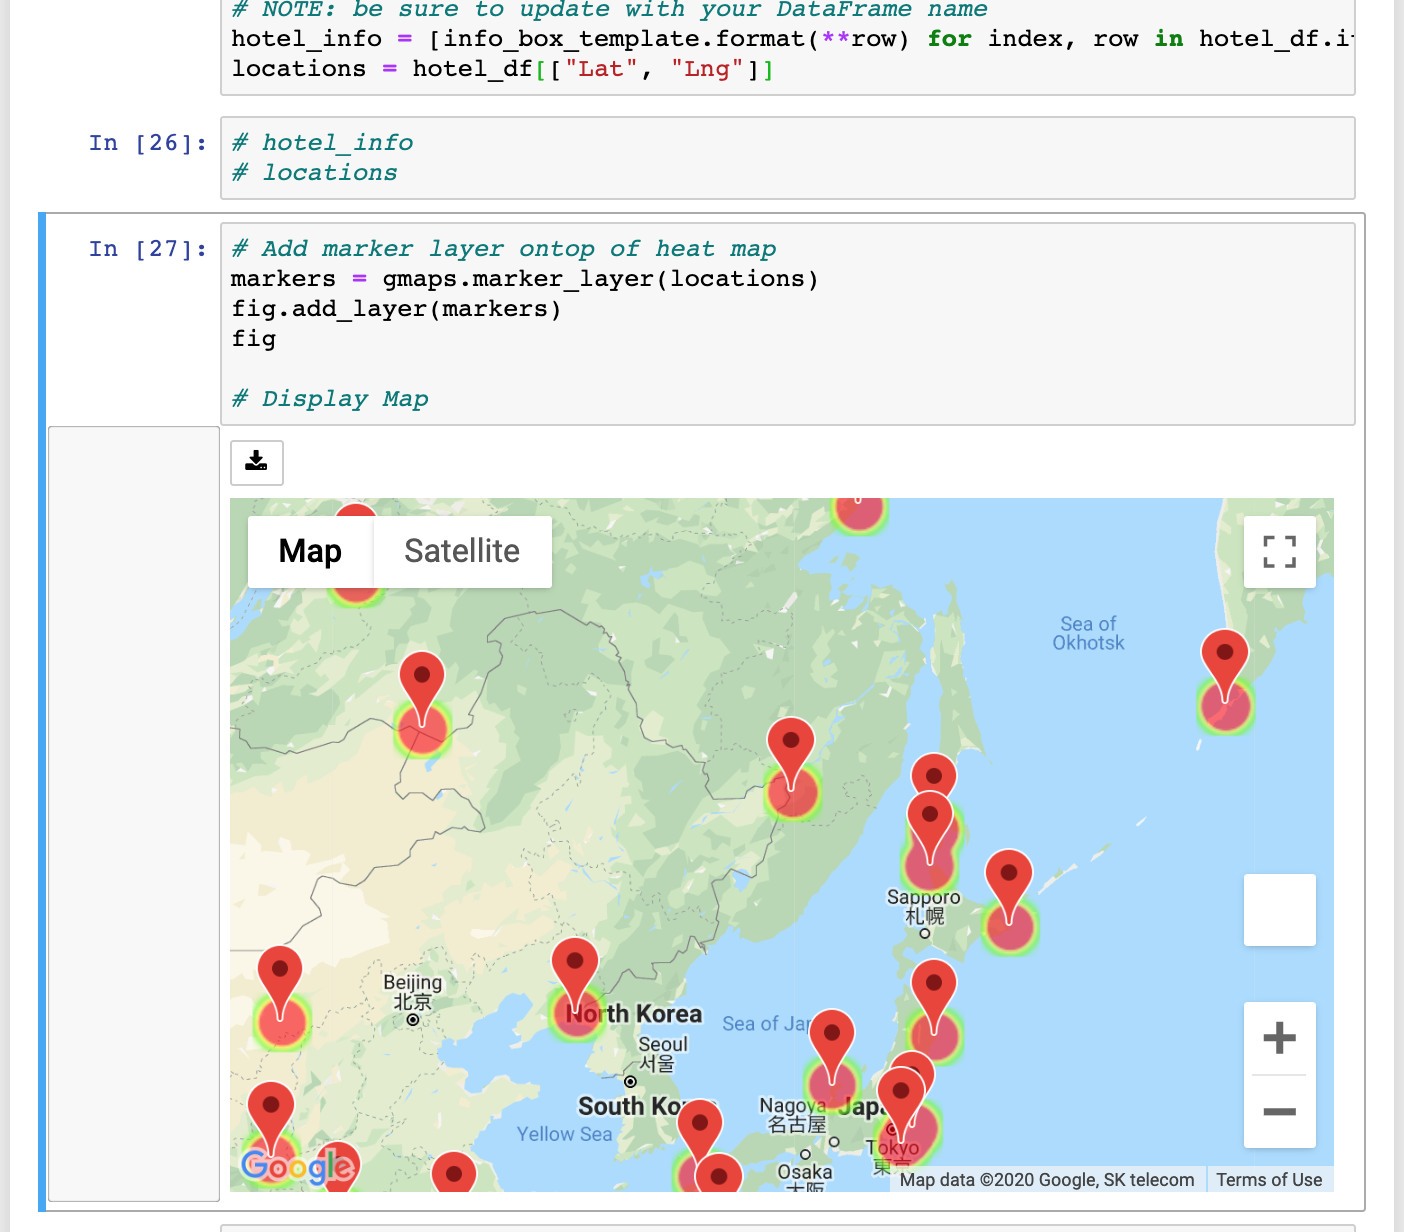 # NOTE: be sure to update with your DataFrame name
hotel_info = [info_box_template.format(**row) for index, row in hotel_df.i
locations = hotel_df[["Lat", "Lng"]]
In [26]:
# hotel_info
# locations
In [27]:
# Add marker layer ontop of heat map
markers = gmaps.marker_layer(locations)
fig.add_layer(markers)
fig
# Display Map
Map
Satellite
Sea of
Okhotsk
Sapporo
札幌
Beijing
北京
North Korea
Sea of Jap
Seoul
서울
South Ko
Nagoya
名古屋
Japa
Yellow Sea
Tokyo
東京
Osaka
大阪
Google
Map data ©2020 Google, SK telecom
Terms of Use